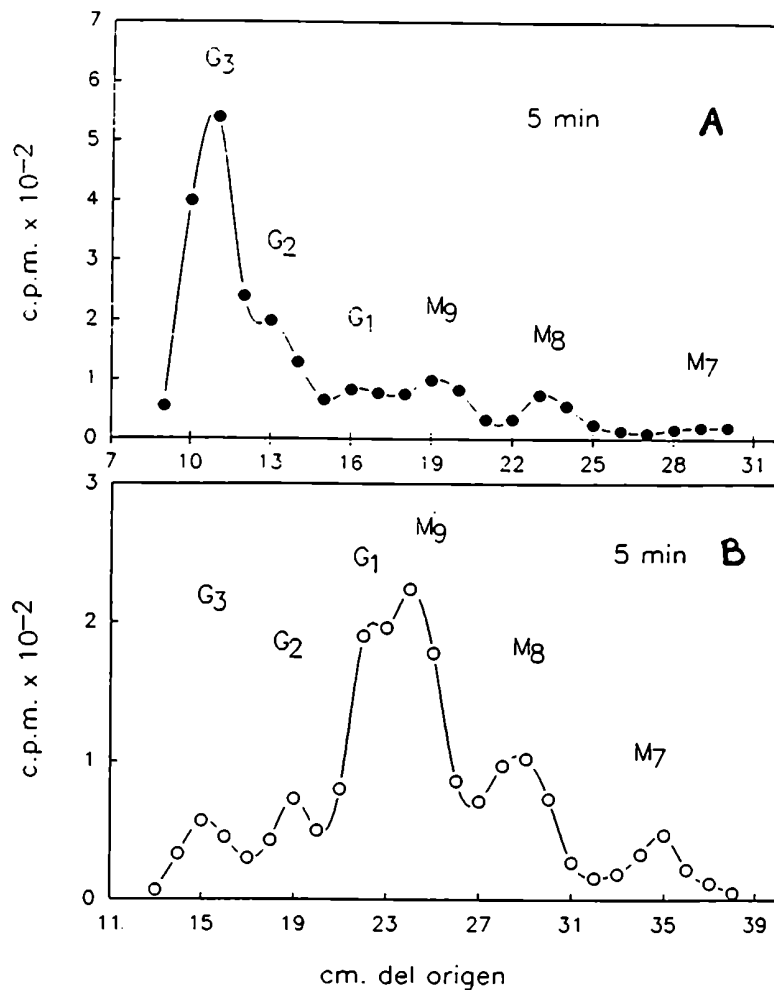 7
6
5
4
3
2
1
0
c.p.m. x 10-2
G3
G2
G1
M9
M8
M7
5 min A
7 10 13 16 19 22 25 28 31
3
2
1
0
c.p.m. x 10-2
G3
G2
G1
M9
M8
M7
5 min B
11 15 19 23 27 31 35 39
cm. del origen